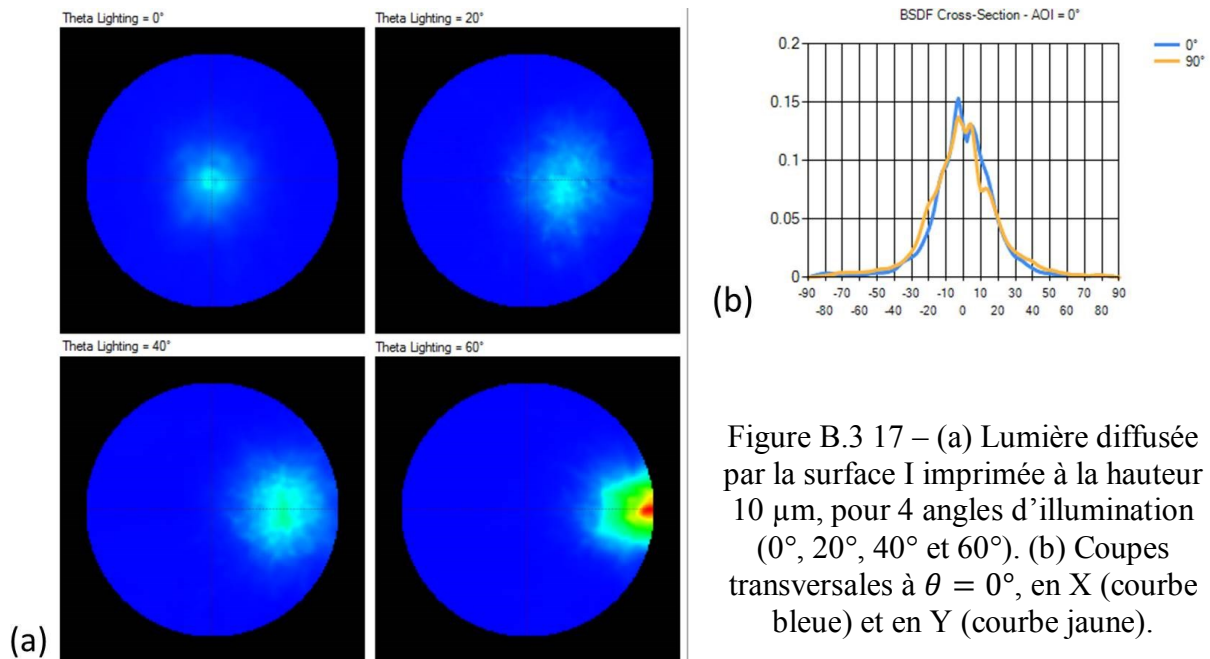 Theta Lighting = 0°
Theta Lighting = 20°
Theta Lighting = 40°
Theta Lighting = 60°
(a)
BSDF Cross-Section - AOI = 0°
0°
90°
0.2
0.15
0.1
0.05
0
-90 -70 -50 -30 -10 10 30 50 70 90
-80 -60 -40 -20 0 20 40 60 80
(b)
Figure B.3 17 – (a) Lumière diffusée
par la surface I imprimée à la hauteur
10 µm, pour 4 angles d’illumination
(0°, 20°, 40° et 60°). (b) Coupes
transversales à 𝜃 = 0°, en X (courbe
bleue) et en Y (courbe jaune).